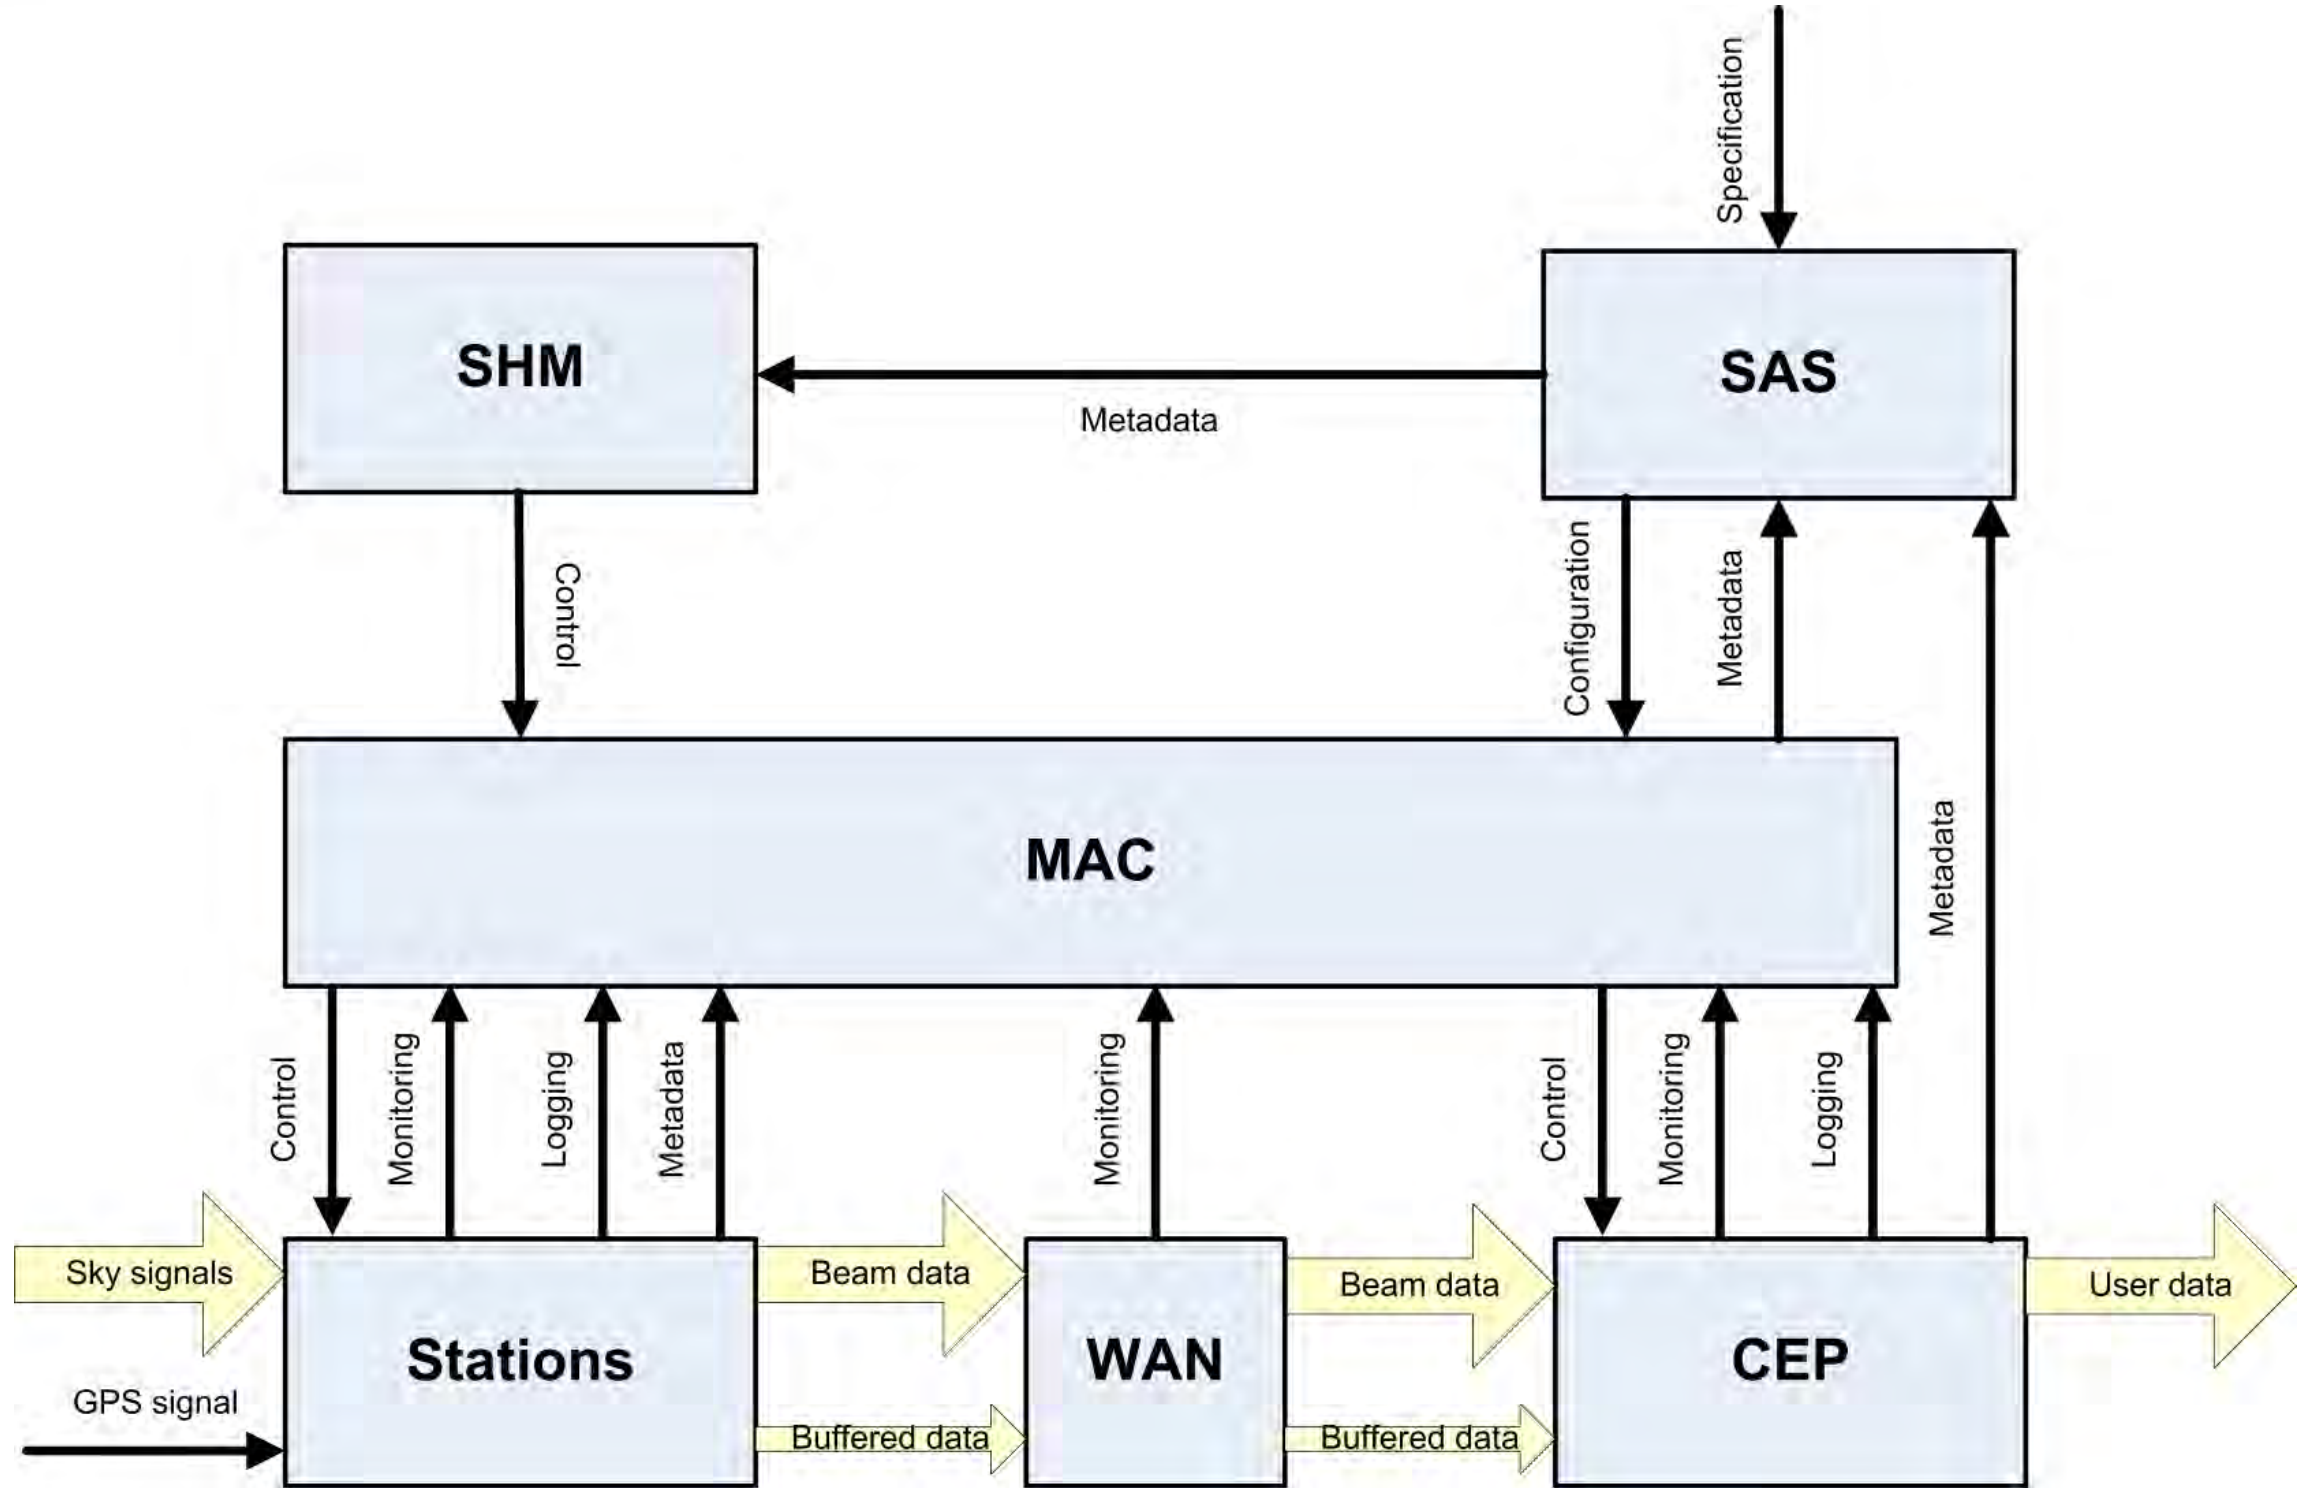 Specification
SHM
SAS
Metadata
Control
Configuration
Metadata
MAC
Metadata
Control
Monitoring
Logging
Metadata
Monitoring
Control
Monitoring
Logging
Sky signals
Beam data
Beam data
User data
Stations
WAN
CEP
GPS signal
Buffered data
Buffered data